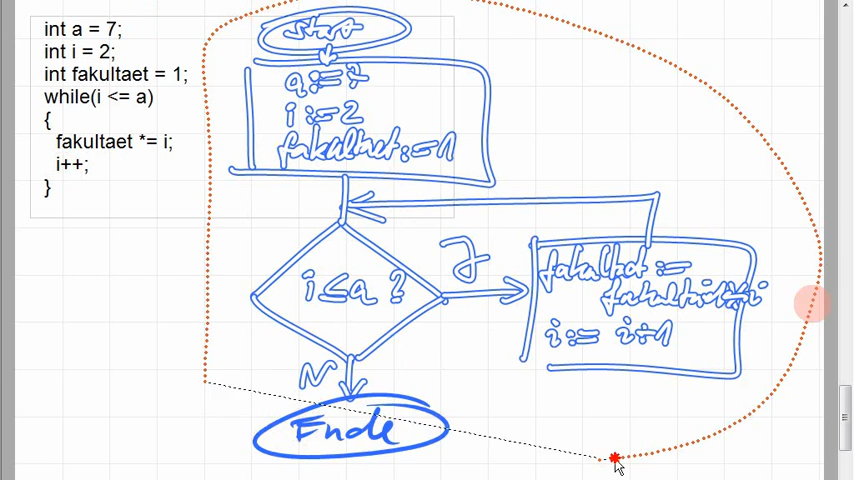 int a = 7;
int i = 2;
int fakultaet = 1;
while(i <= a)
{
fakultaet *= i;
i++;
}
Start
a := 7
i := 2
fakultaet := 1
i ≤ a ?
J
fakultaet :=
fakultaet * i
i := i+1
N
Ende